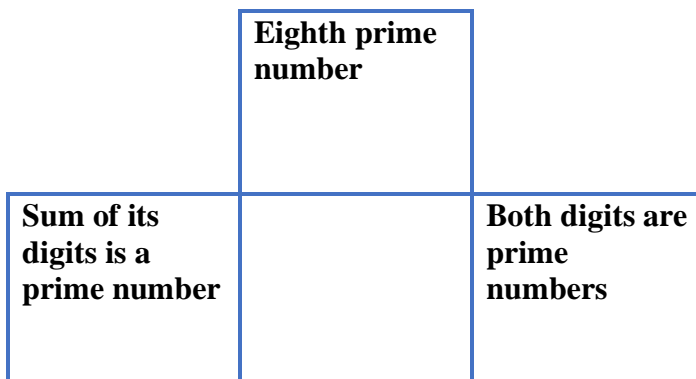 Eighth prime
number
Sum of its
digits is a
prime number
Both digits are
prime
numbers